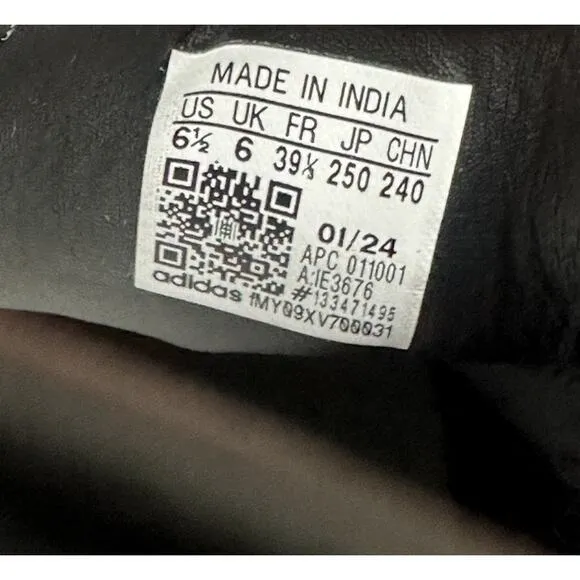 MADE IN INDIA
US UK FR JP CHN
6½ 6 39⅓ 250 240
01/24
APC 011001
A:IE3676
#133471495
adidas fMY09XV700031